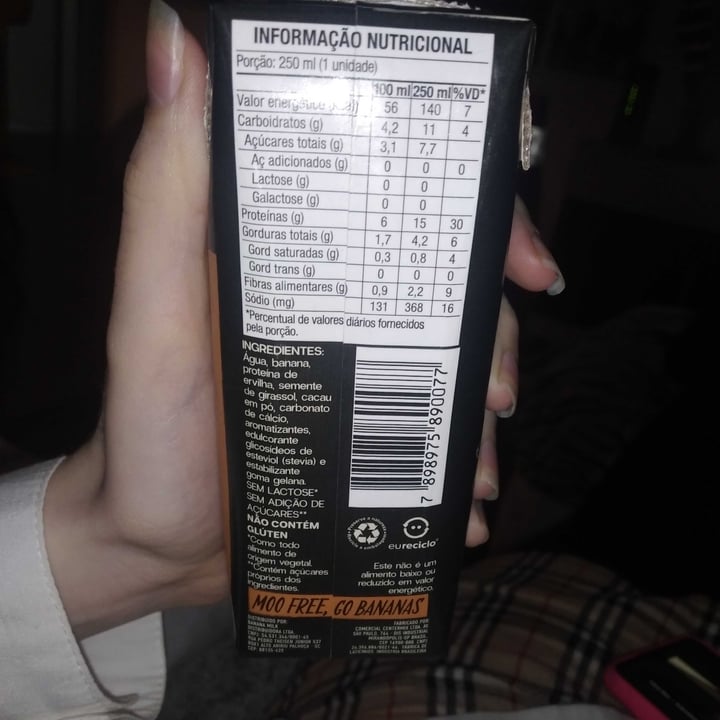 INFORMAÇÃO NUTRICIONAL
Porção: 250 ml (1 unidade)
100 ml 250 ml %VD*
Valor energético 56 140 7
Carboidratos (g) 4,2 11 4
Açúcares totais (g) 3,1 7,7
Aç adicionados (g) 0 0 0
Lactose (g) 0 0
Galactose (g) 0 0
Proteínas (g) 6 15 30
Gorduras totais (g) 1,7 4,2 6
Gord saturadas (g) 0,3 0,8 4
Gord trans (g) 0 0 0
Fibras alimentares (g) 0,9 2,2 9
Sódio (mg) 131 368 16
*Percentual de valores diários fornecidos
pela porção.
INGREDIENTES:
Água, banana,
proteína de
ervilha, semente
de girassol, cacau
em pó, carbonato
de cálcio,
aromatizantes,
edulcorante
glicosídeos de
esteviol (stevia) e
estabilizante
goma gelana.
SEM LACTOSE*
SEM ADIÇÃO DE
AÇÚCARES**
NÃO CONTÉM
GLÚTEN
*Como todo
alimento de
origem vegetal.
**Contém açúcares
próprios dos
ingredientes.
7 898975 890077
eureciclo
Este não é um
alimento baixo ou
reduzido em valor
energético.
MOO FREE, GO BANANAS
DISTRIBUÍDO POR:
BANANA MILK
DISTRIBUIDORA LTDA.
FABRICADO POR